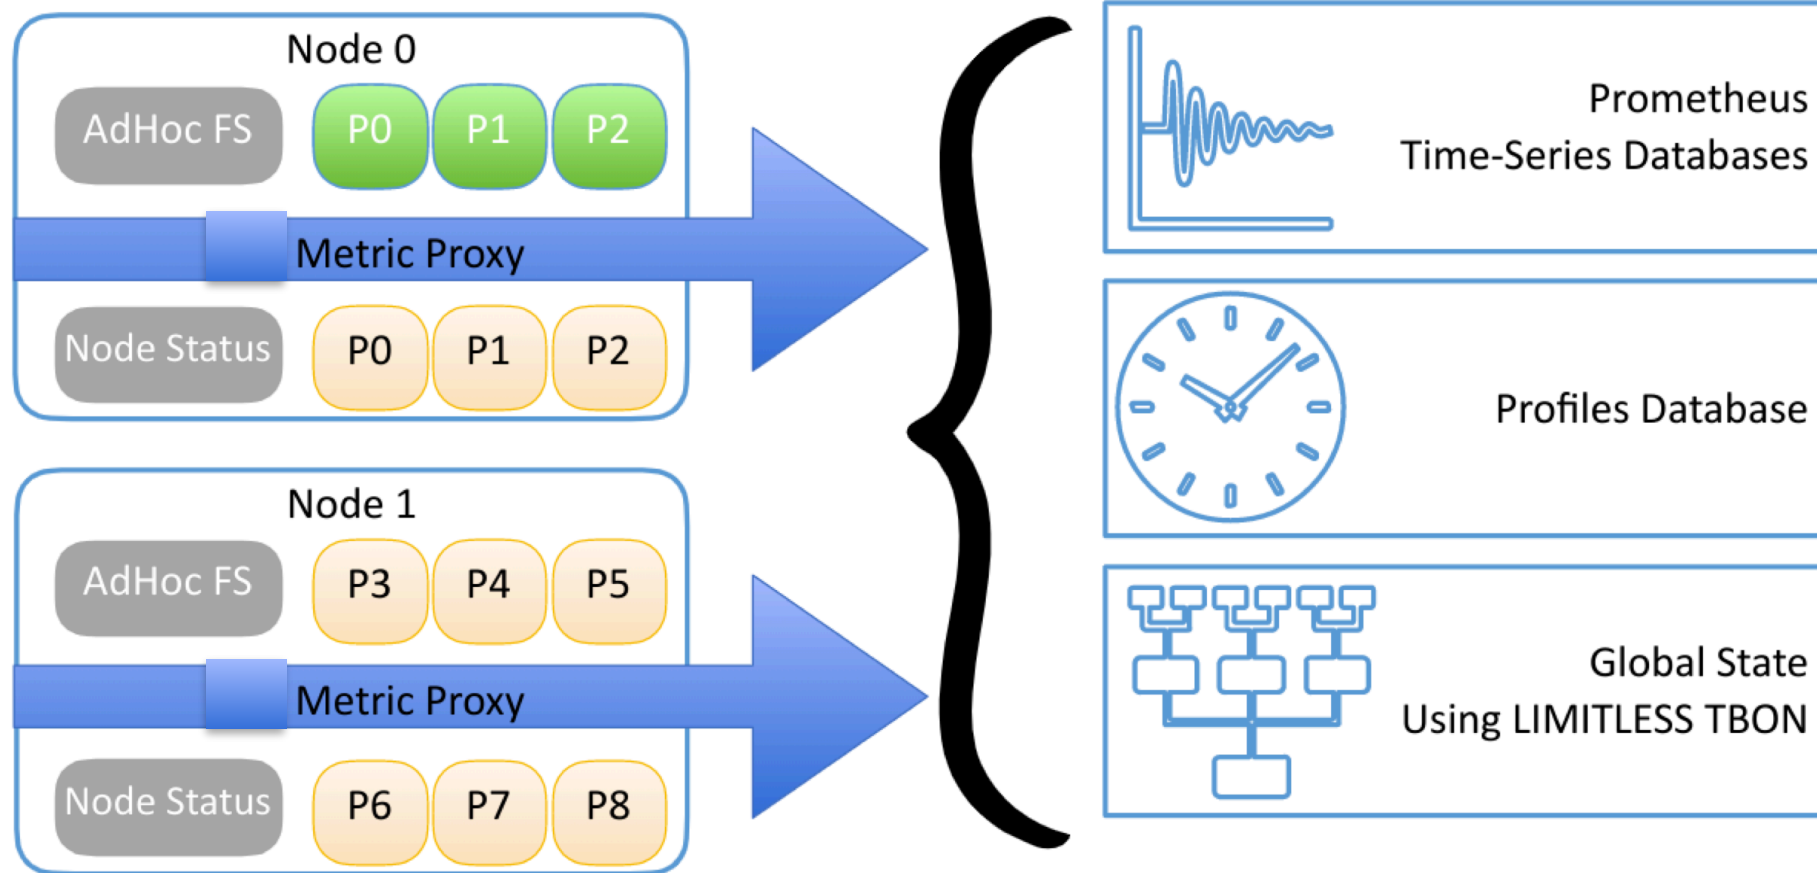 Node 0
AdHoc FS P0 P1 P2
Metric Proxy
Node Status P0 P1 P2
Node 1
AdHoc FS P3 P4 P5
Metric Proxy
Node Status P6 P7 P8
Prometheus
Time-Series Databases
Profiles Database
Global State
Using LIMITLESS TBON